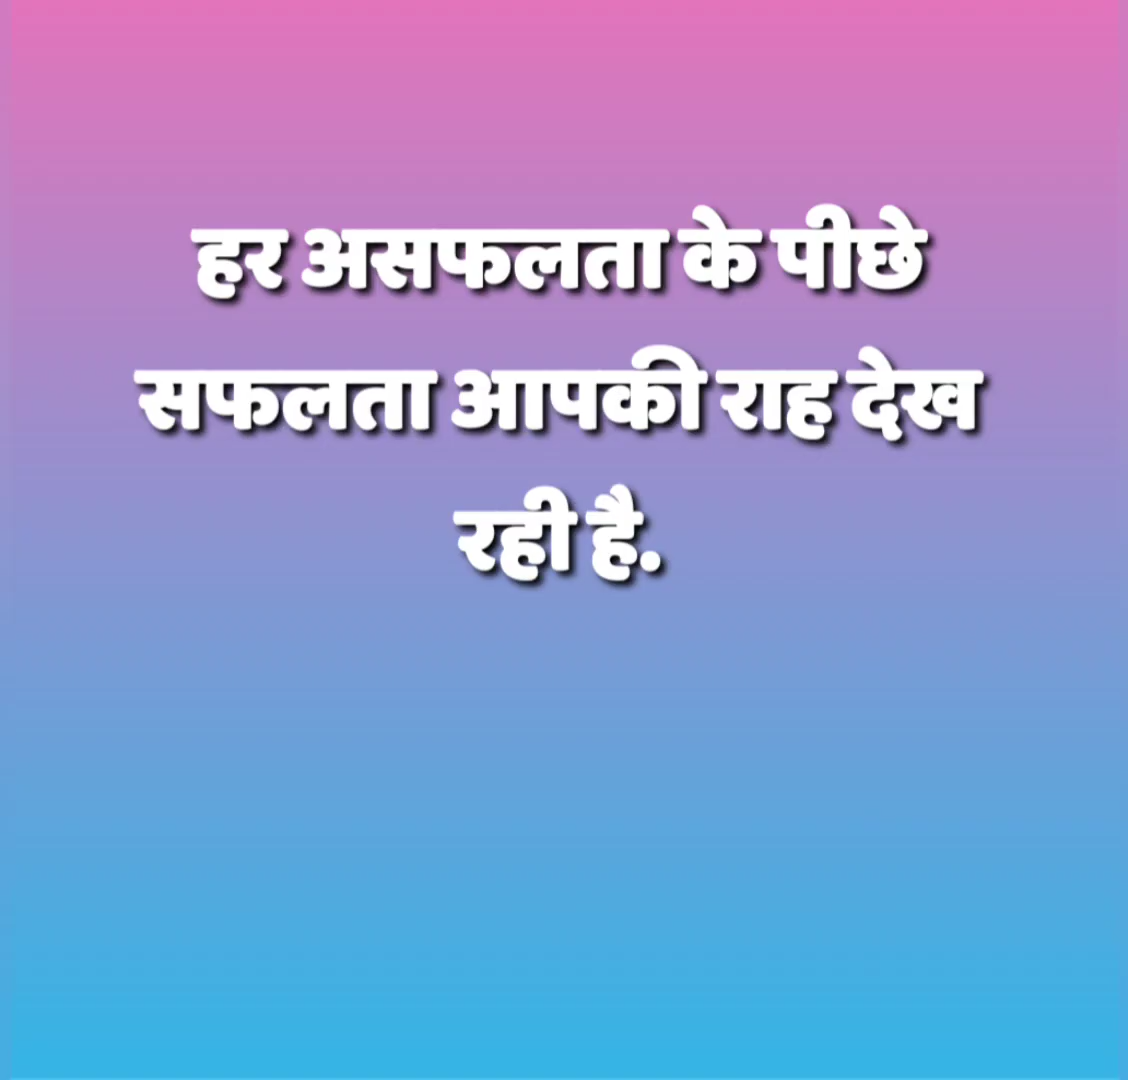 हर असफलता के पीछे
सफलता आपकी राह देख
रही है.